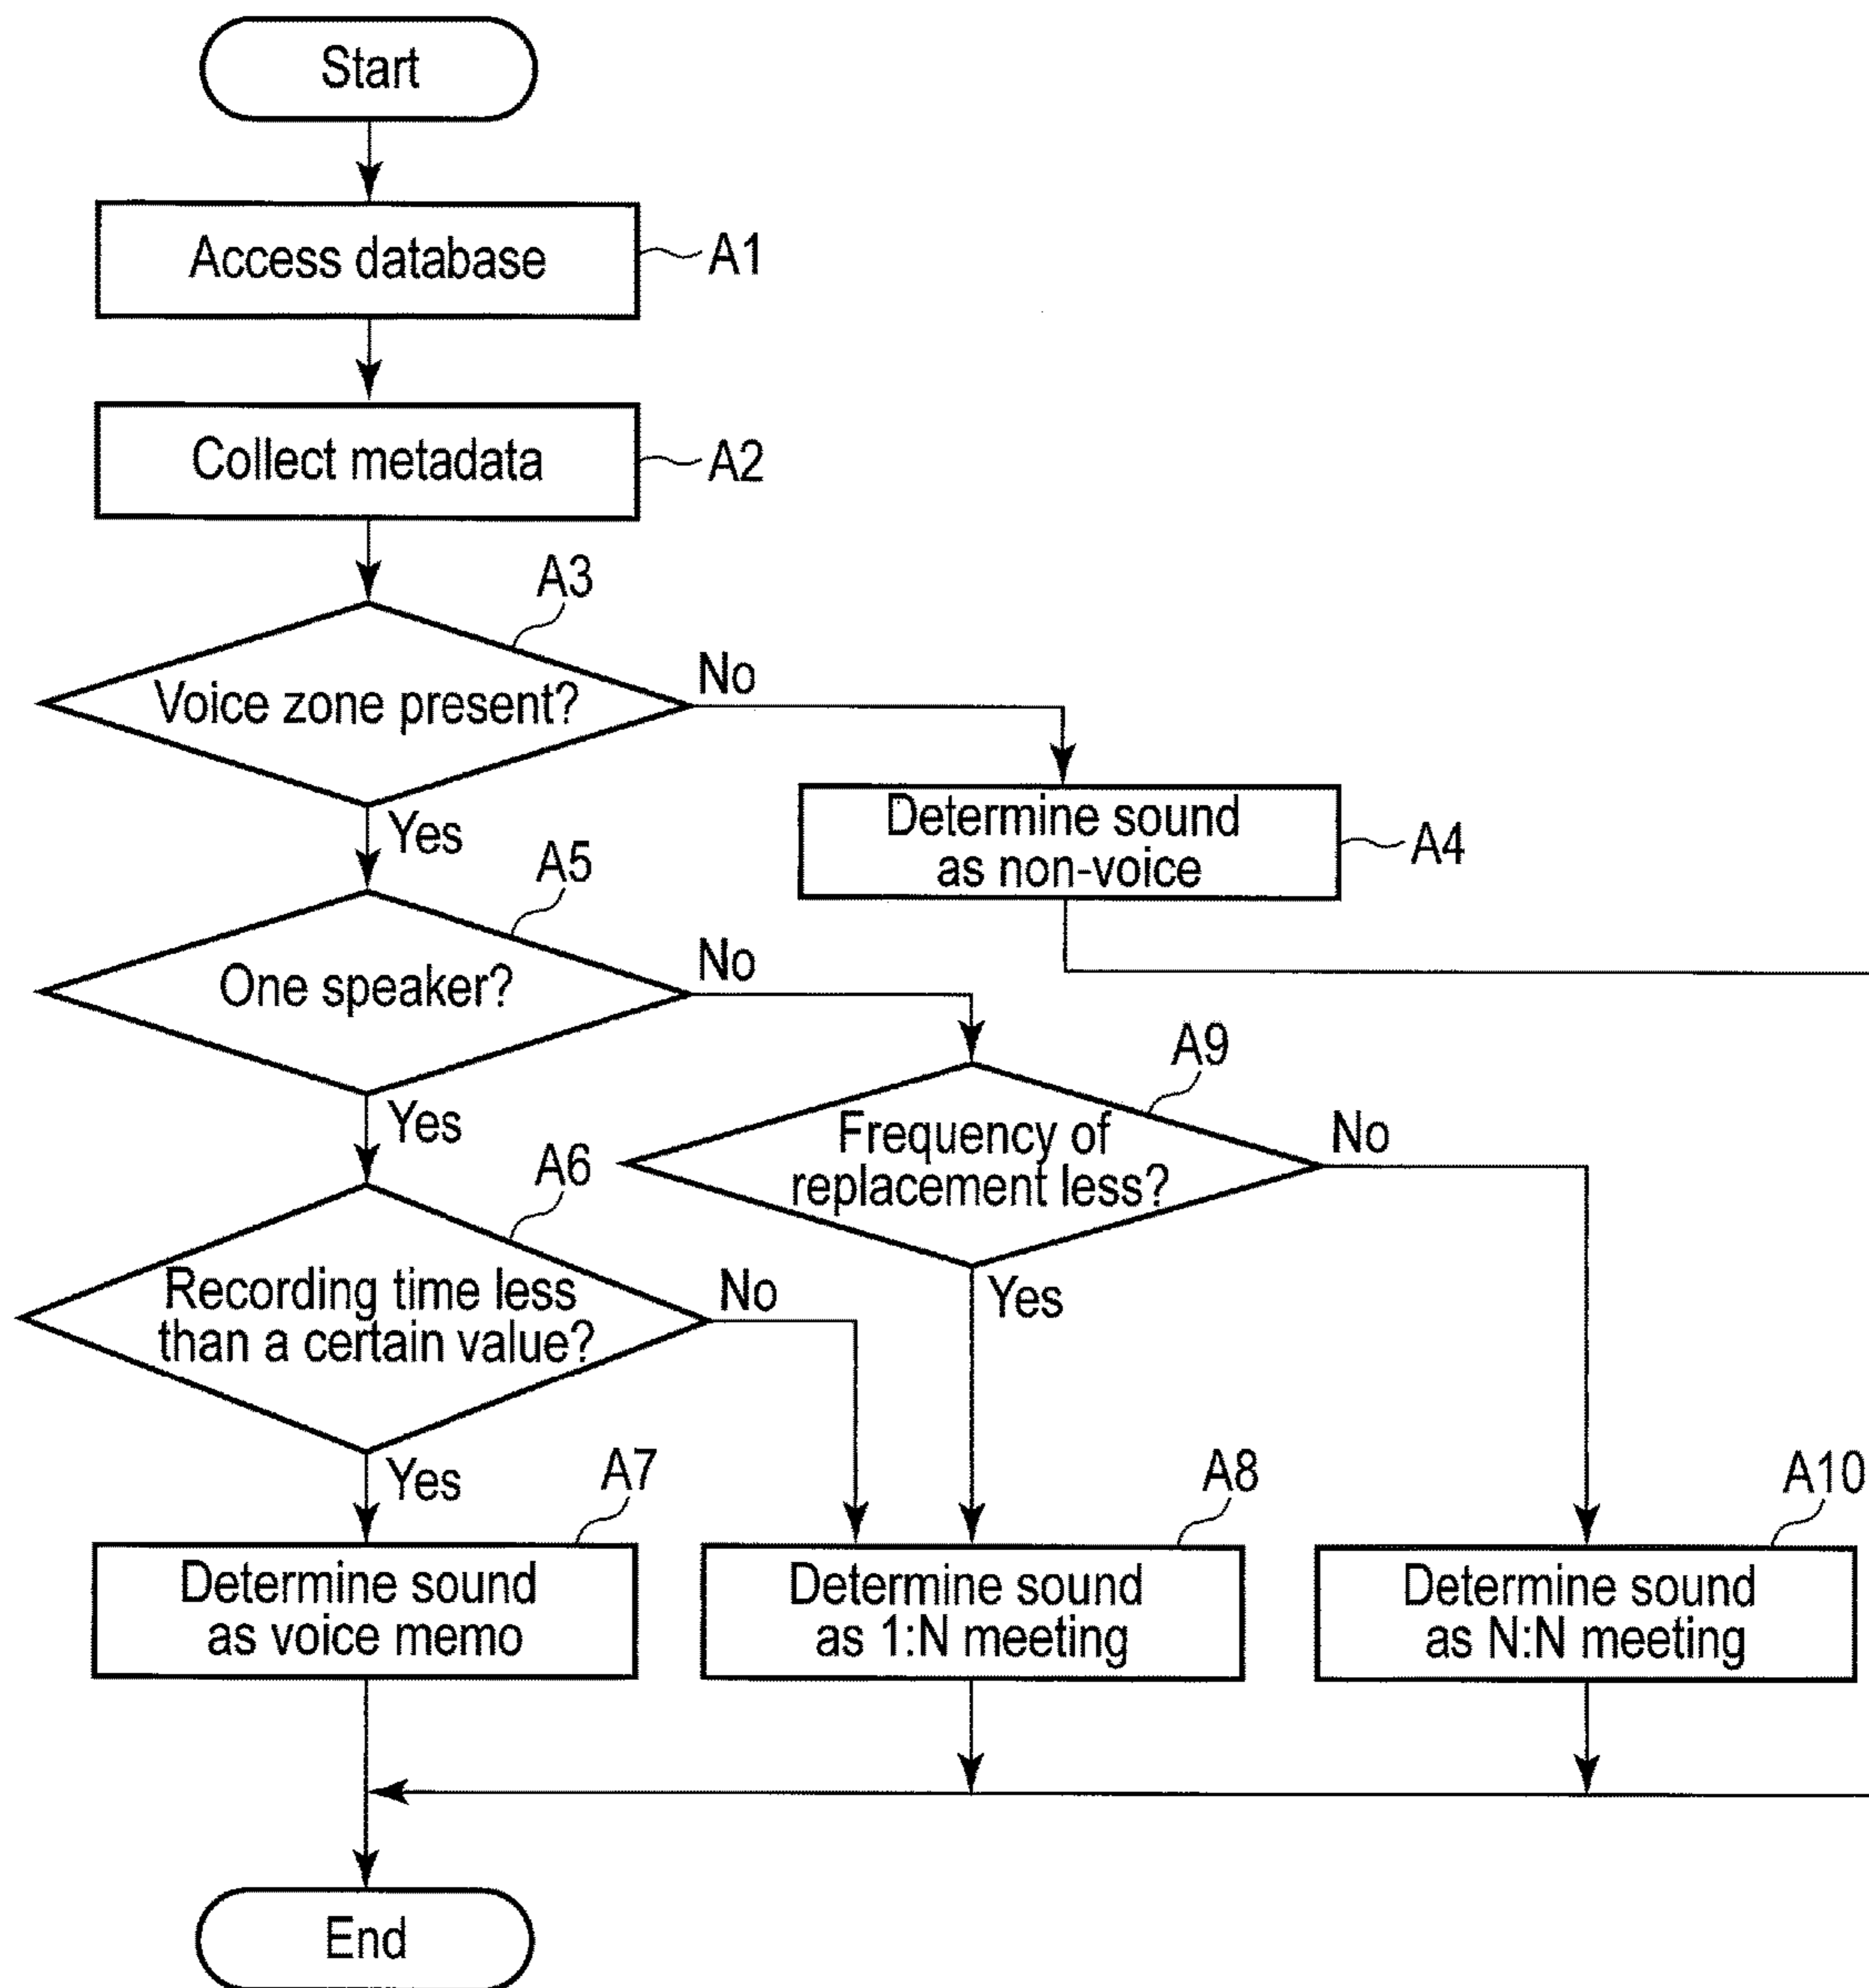 Start
Access database
A1
Collect metadata
A2
A3
Voice zone present?
No
Yes
Determine sound
as non-voice
A4
A5
One speaker?
No
Yes
A9
Frequency of
replacement less?
No
Yes
A6
Recording time less
than a certain value?
No
Yes
A7
Determine sound
as voice memo
A8
Determine sound
as 1:N meeting
A10
Determine sound
as N:N meeting
End